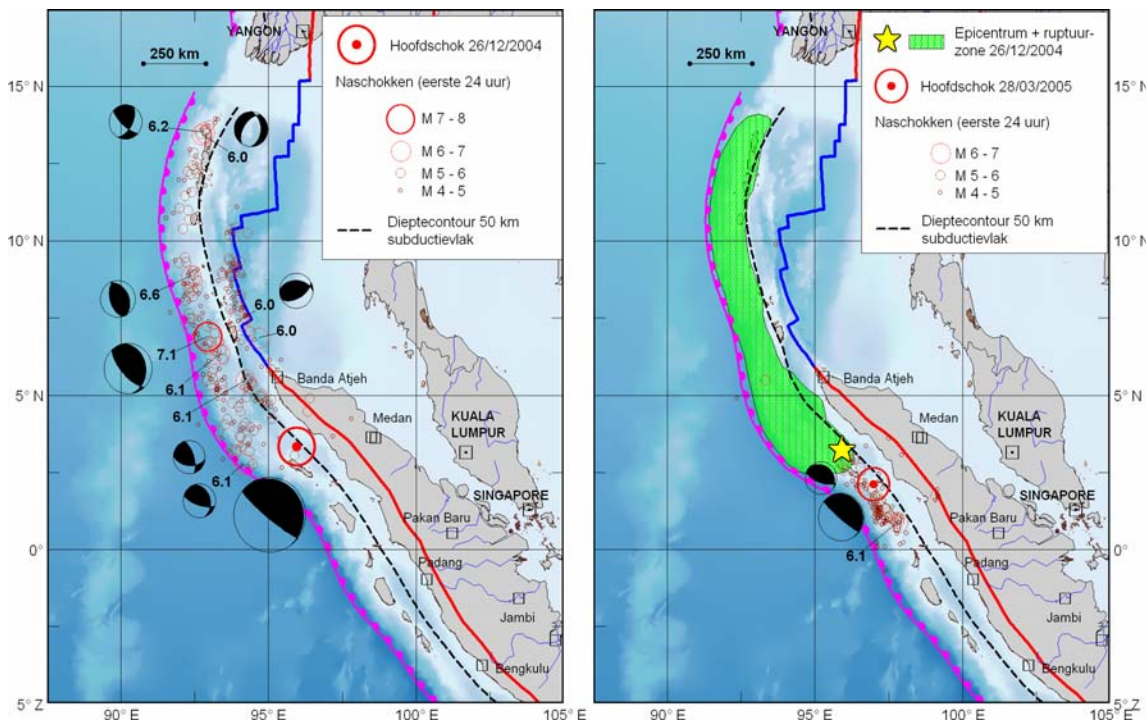 YANGON
250 km
Hoofdschok 26/12/2004
Naschokken (eerste 24 uur)
M 7 - 8
M 6 - 7
M 5 - 6
M 4 - 5
Dieptecontour 50 km
subductievlak
15° N
6.2
6.0
10° N
6.6
6.0
6.0
7.1
6.1
6.1
6.1
Banda Atjeh
5° N
Medan
KUALA
LUMPUR
SINGAPORE
Pakan Baru
0°
Padang
Jambi
Bengkulu
5° Z
90° E
95° E
100° E
105° E
YANGON
250 km
Epicentrum + ruptuur-
zone 26/12/2004
Hoofdschok 28/03/2005
Naschokken (eerste 24 uur)
M 6 - 7
M 5 - 6
M 4 - 5
Dieptecontour 50 km
subductievlak
15° N
10° N
Banda Atjeh
5° N
Medan
KUALA
LUMPUR
SINGAPORE
Pakan Baru
6.1
0°
Padang
Jambi
Bengkulu
5° Z
90° E
95° E
100° E
105° E